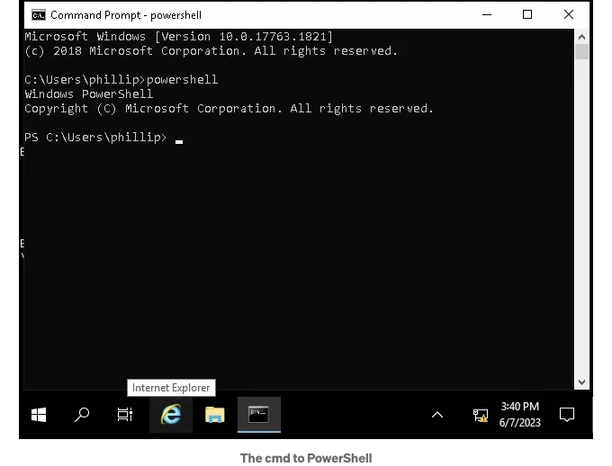 Command Prompt - powershell
Microsoft Windows [Version 10.0.17763.1821]
(c) 2018 Microsoft Corporation. All rights reserved.
C:\Users\phillip>powershell
Windows PowerShell
Copyright (C) Microsoft Corporation. All rights reserved.
PS C:\Users\phillip>
Internet Explorer
3:40 PM
6/7/2023
The cmd to PowerShell